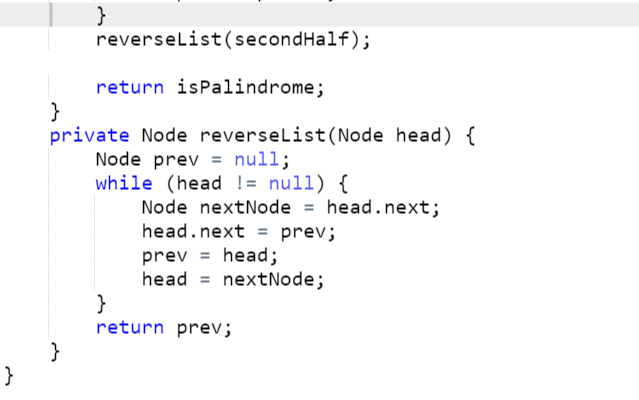 }
reverseList(secondHalf);
return isPalindrome;
}
private Node reverseList(Node head) {
Node prev = null;
while (head != null) {
Node nextNode = head.next;
head.next = prev;
prev = head;
head = nextNode;
}
return prev;
}
}